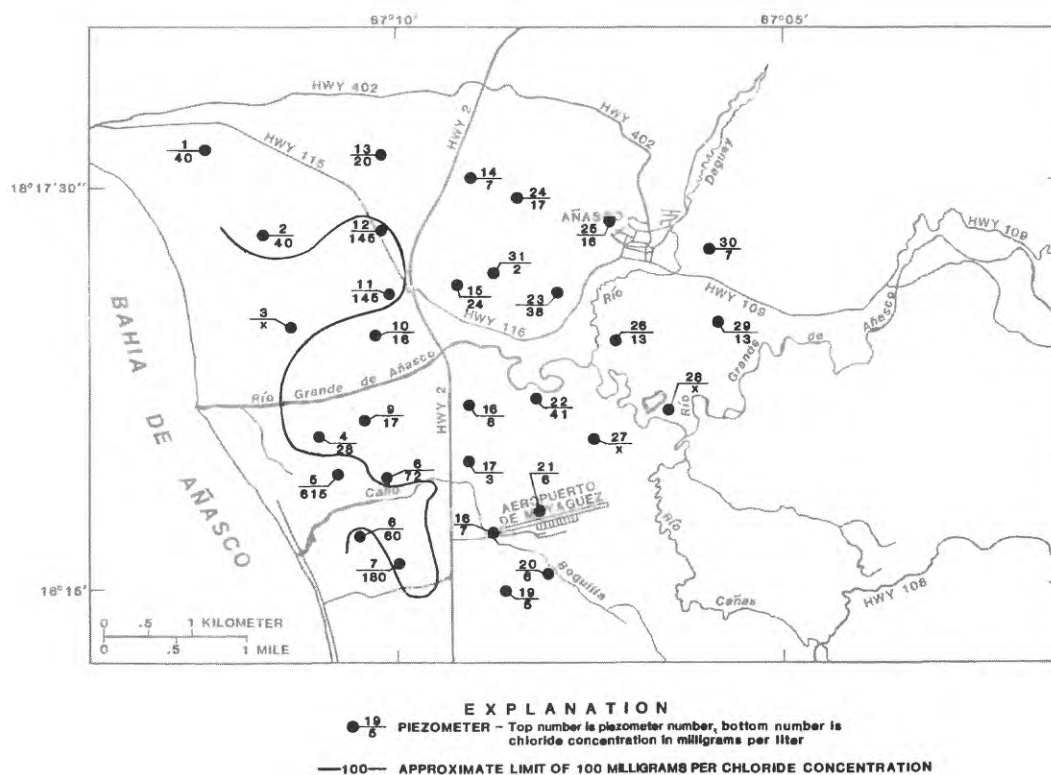 67°10'
67°05'
HWY 402
HWY 2
HWY 402
Daguay
HWY 115
1
40
13
20
18°17'30"
14
7
24
17
AÑASCO
25
16
HWY 109
2
40
12
145
30
7
31
2
11
145
15
24
23
38
Río
HWY 109
BAHIA DE AÑASCO
3
x
10
16
HWY 115
26
13
29
13
Grande de Añasco
Río Grande de Añasco
28
x
Río
9
17
HWY 2
16
8
22
41
4
28
27
x
5
615
6
72
17
3
21
6
Caño
AEROPUERTO
DE MAYAGUEZ
6
60
16
7
Río
7
180
20
6
Boquilla
18°15'
19
5
Cañas
HWY 108
0 .5 1 KILOMETER
0 .5 1 MILE
EXPLANATION
19
5
PIEZOMETER – Top number is piezometer number, bottom number is
chloride concentration in milligrams per liter
—100— APPROXIMATE LIMIT OF 100 MILLIGRAMS PER CHLORIDE CONCENTRATION